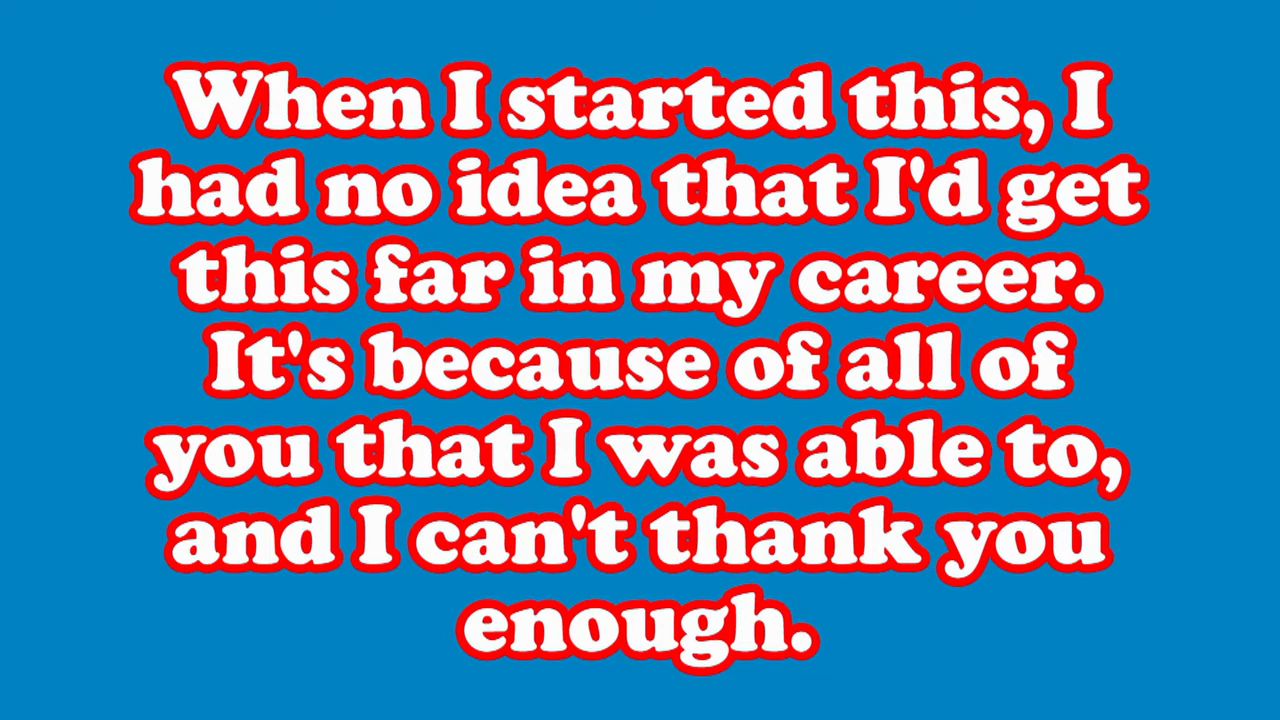 When I started this, I
had no idea that I'd get
this far in my career.
It's because of all of
you that I was able to,
and I can't thank you
enough.